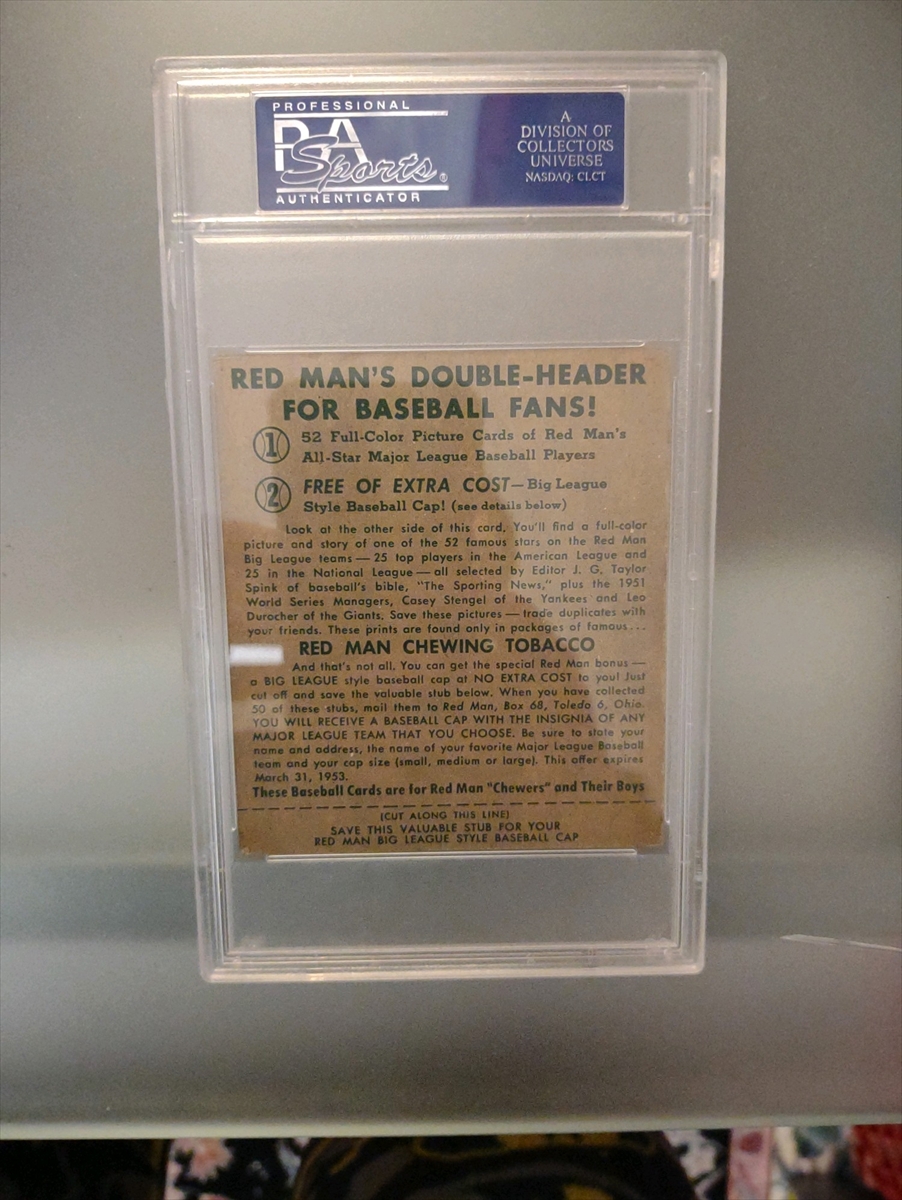 PROFESSIONAL
PSA
Sports®
AUTHENTICATOR
A
DIVISION OF
COLLECTORS
UNIVERSE
NASDAQ: CLCT
RED MAN'S DOUBLE-HEADER
FOR BASEBALL FANS!
1 52 Full-Color Picture Cards of Red Man's
All-Star Major League Baseball Players
2 FREE OF EXTRA COST—Big League
Style Baseball Cap! (see details below)
Look at the other side of this card. You'll find a full-color
picture and story of one of the 52 famous stars on the Red Man
Big League teams — 25 top players in the American League and
25 in the National League — all selected by Editor J. G. Taylor
Spink of baseball's bible, "The Sporting News," plus the 1951
World Series Managers, Casey Stengel of the Yankees and Leo
Durocher of the Giants. Save these pictures — trade duplicates with
your friends. These prints are found only in packages of famous...
RED MAN CHEWING TOBACCO
And that's not all. You can get the special Red Man bonus —
a BIG LEAGUE style baseball cap at NO EXTRA COST to you! Just
cut off and save the valuable stub below. When you have collected
50 of these stubs, mail them to Red Man, Box 68, Toledo 6, Ohio.
YOU WILL RECEIVE A BASEBALL CAP WITH THE INSIGNIA OF ANY
MAJOR LEAGUE TEAM THAT YOU CHOOSE. Be sure to state your
name and address, the name of your favorite Major League Baseball
team and your cap size (small, medium or large). This offer expires
March 31, 1953.
These Baseball Cards are for Red Man "Chewers" and Their Boys
(CUT ALONG THIS LINE)
SAVE THIS VALUABLE STUB FOR YOUR
RED MAN BIG LEAGUE STYLE BASEBALL CAP